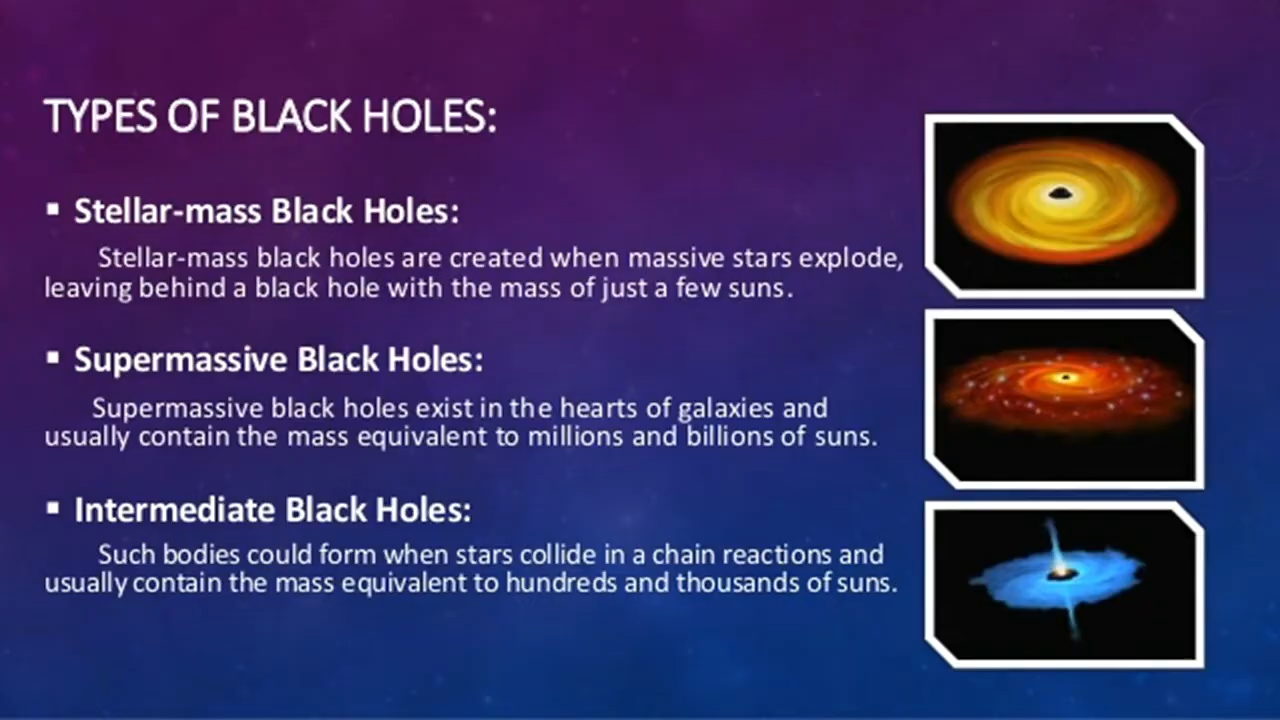 TYPES OF BLACK HOLES:
▪ Stellar-mass Black Holes:
Stellar-mass black holes are created when massive stars explode,
leaving behind a black hole with the mass of just a few suns.
▪ Supermassive Black Holes:
Supermassive black holes exist in the hearts of galaxies and
usually contain the mass equivalent to millions and billions of suns.
▪ Intermediate Black Holes:
Such bodies could form when stars collide in a chain reactions and
usually contain the mass equivalent to hundreds and thousands of suns.